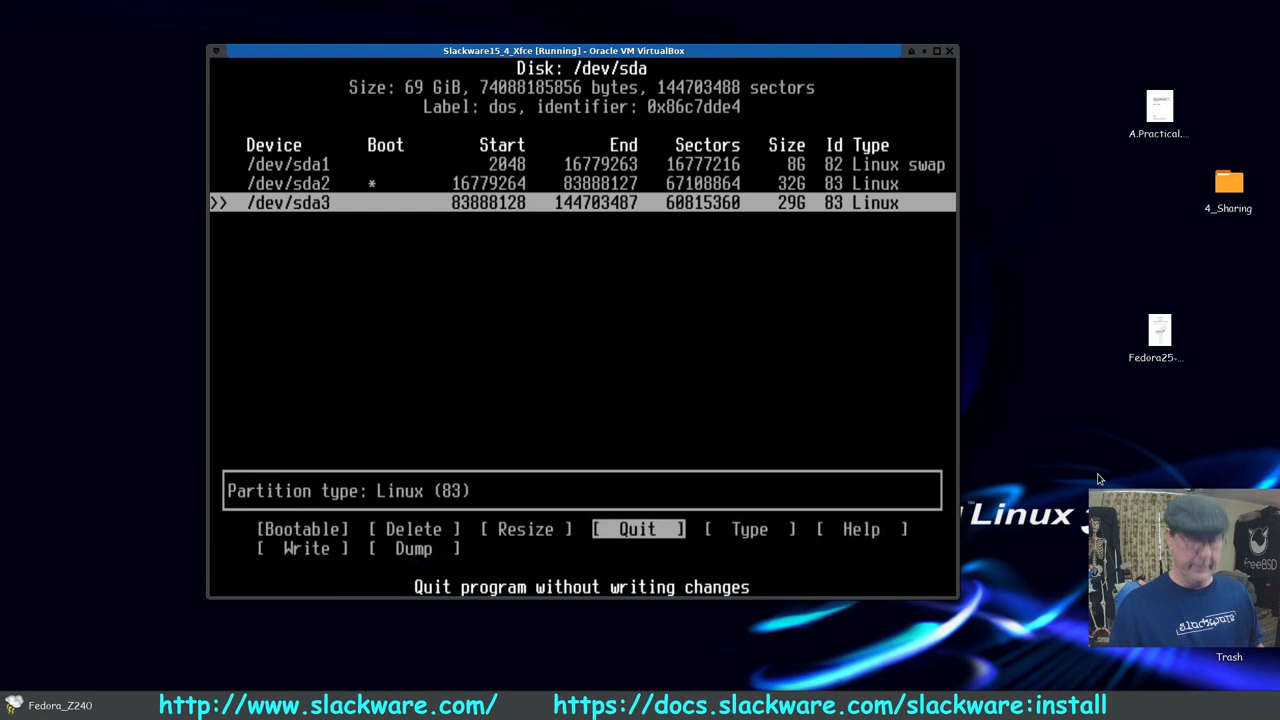 Slackware15_4_Xfce [Running] - Oracle VM VirtualBox
Disk: /dev/sda
Size: 69 GiB, 74088185856 bytes, 144703488 sectors
Label: dos, identifier: 0x86c7dde4
Device Boot Start End Sectors Size Id Type
/dev/sda1 2048 16779263 16777216 8G 82 Linux swap
/dev/sda2 * 16779264 83888127 67108864 32G 83 Linux
>> /dev/sda3 83888128 144703487 60815360 29G 83 Linux
Partition type: Linux (83)
[Bootable] [ Delete ] [ Resize ] [ Quit ] [ Type ] [ Help ]
[ Write ] [ Dump ]
Quit program without writing changes
A.Practical....
4_Sharing
Fedora25-...
Linux
FreeBSD
slackware
Trash
Fedora_Z240
http://www.slackware.com/ https://docs.slackware.com/slackware:install